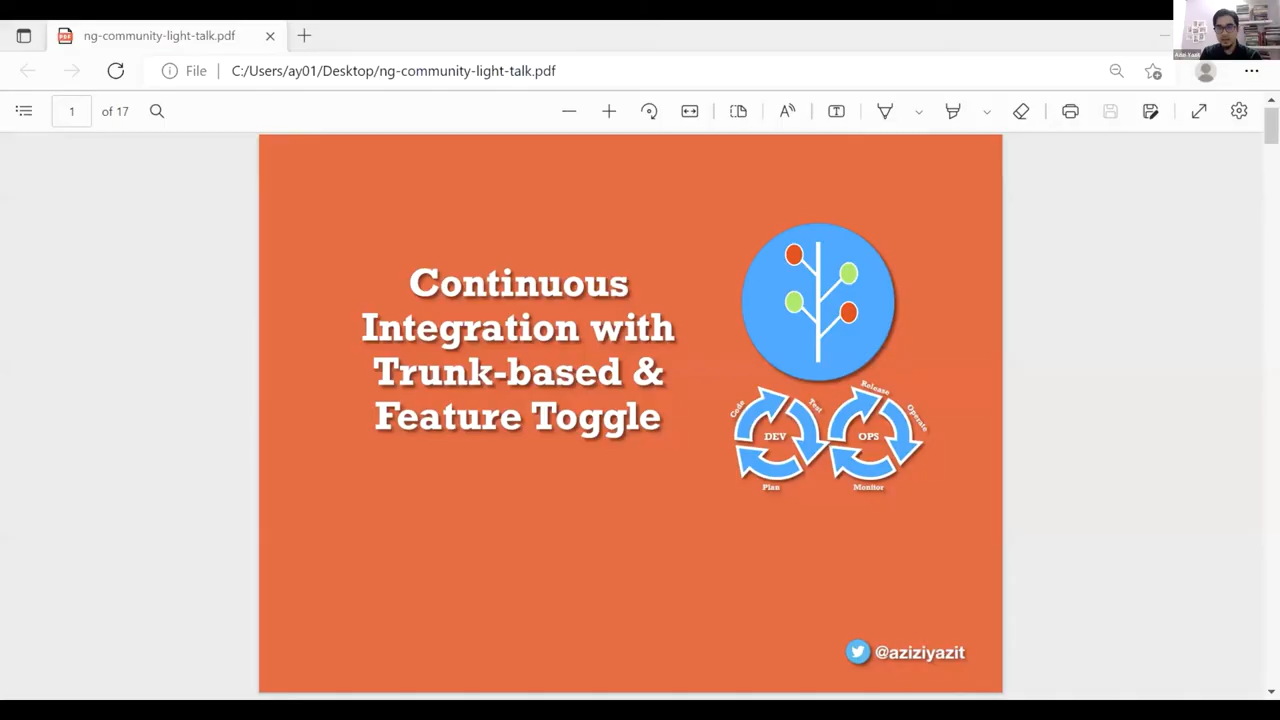 ng-community-light-talk.pdf
File
C:/Users/ay01/Desktop/ng-community-light-talk.pdf
1
of 17
Continuous
Integration with
Trunk-based &
Feature Toggle
Code
Test
DEV
Plan
Release
Operate
OPS
Monitor
@aziziyazit